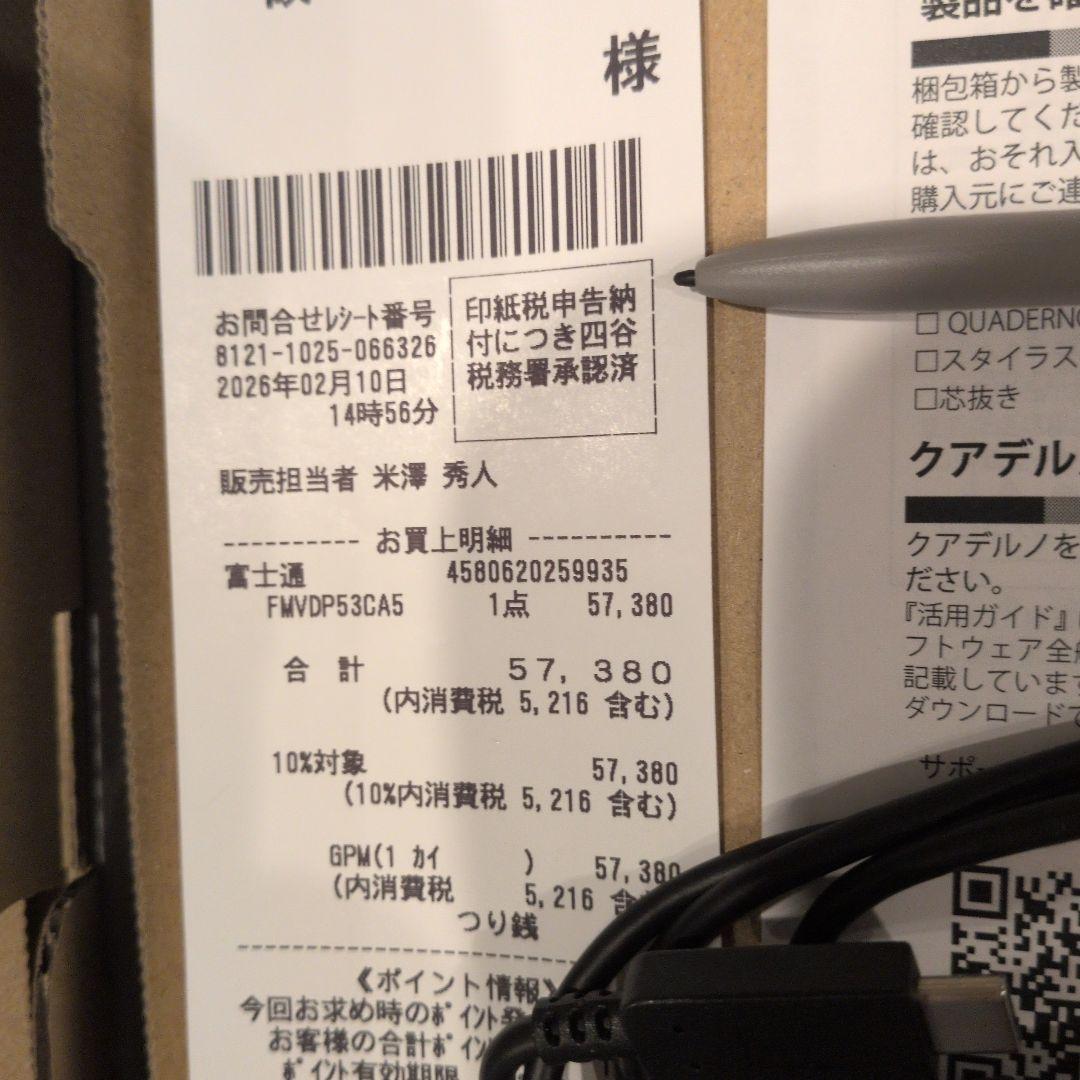 様
お問合せレシート番号
8121-1025-066326
2026年02月10日
14時56分
印紙税申告納
付につき四谷
税務署承認済
販売担当者 米澤 秀人
---------- お買上明細 ----------
富士通 4580620259935
FMVDP53CA5 1点 57,380
合 計 57,380
(内消費税 5,216 含む)
10%対象 57,380
(10%内消費税 5,216 含む)
GPM(1 カイ ) 57,380
(内消費税 5,216 含
つり銭
《ポイント情報》
今回お求め時のポイント
お客様の合計ポイン
ポイント有効期限
製品を
梱包箱から製
確認してくだ
は、おそれ入
購入元にご連
□ QUADERNO
□スタイラス
□芯抜き
クアデル
クアデルノを
ださい。
『活用ガイド』
フトウェア全
記載しています
ダウンロードで
サポー